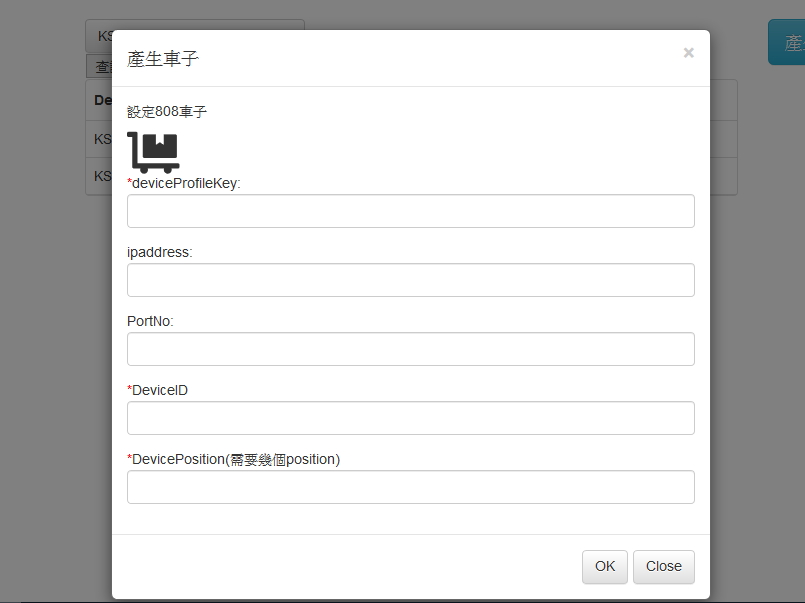 KS
產
查
產生車子
×
De
設定808車子
KS
KS
*deviceProfileKey:
ipaddress:
PortNo:
*DeviceID
*DevicePosition(需要幾個position)
OK Close